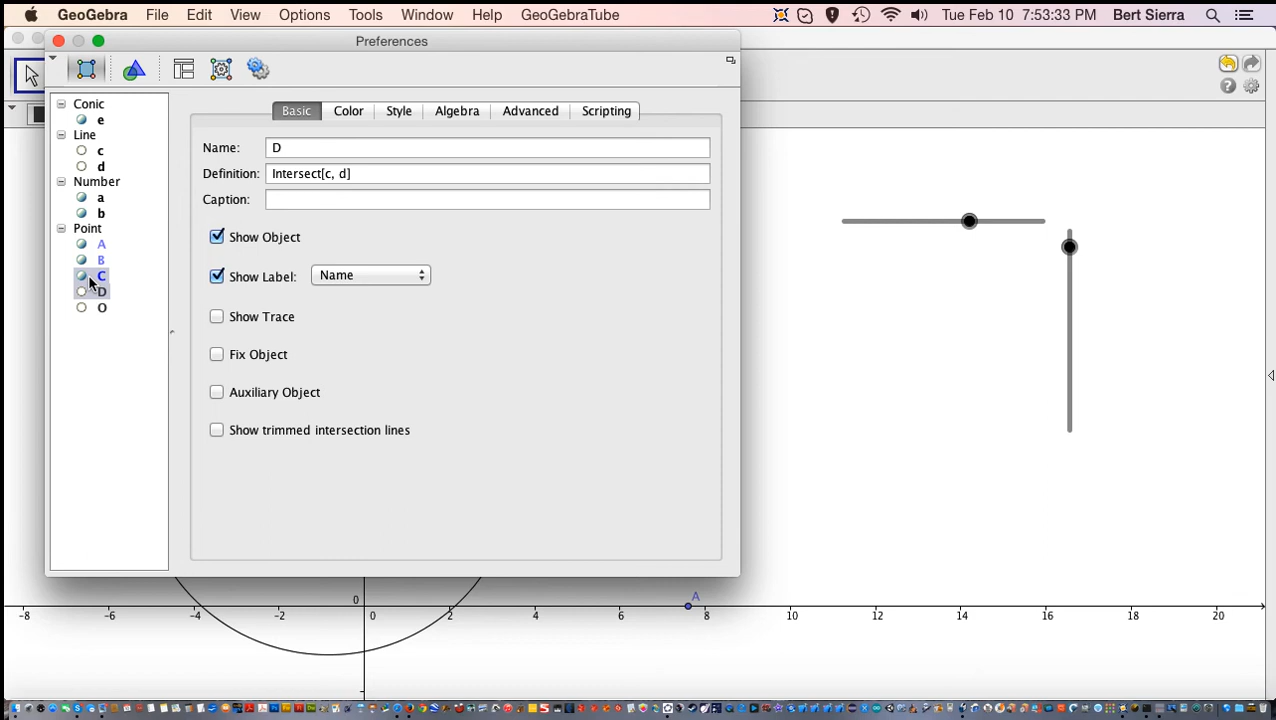 GeoGebra File Edit View Options Tools Window Help GeoGebraTube Tue Feb 10 7:53:33 PM Bert Sierra
Preferences
Conic
e
Line
c
d
Number
a
b
Point
A
B
C
D
O
Basic Color Style Algebra Advanced Scripting
Name: D
Definition: Intersect[c, d]
Caption:
Show Object
Show Label: Name
Show Trace
Fix Object
Auxiliary Object
Show trimmed intersection lines
0 A
-8 -6 -4 -2 0 2 4 6 8 10 12 14 16 18 20